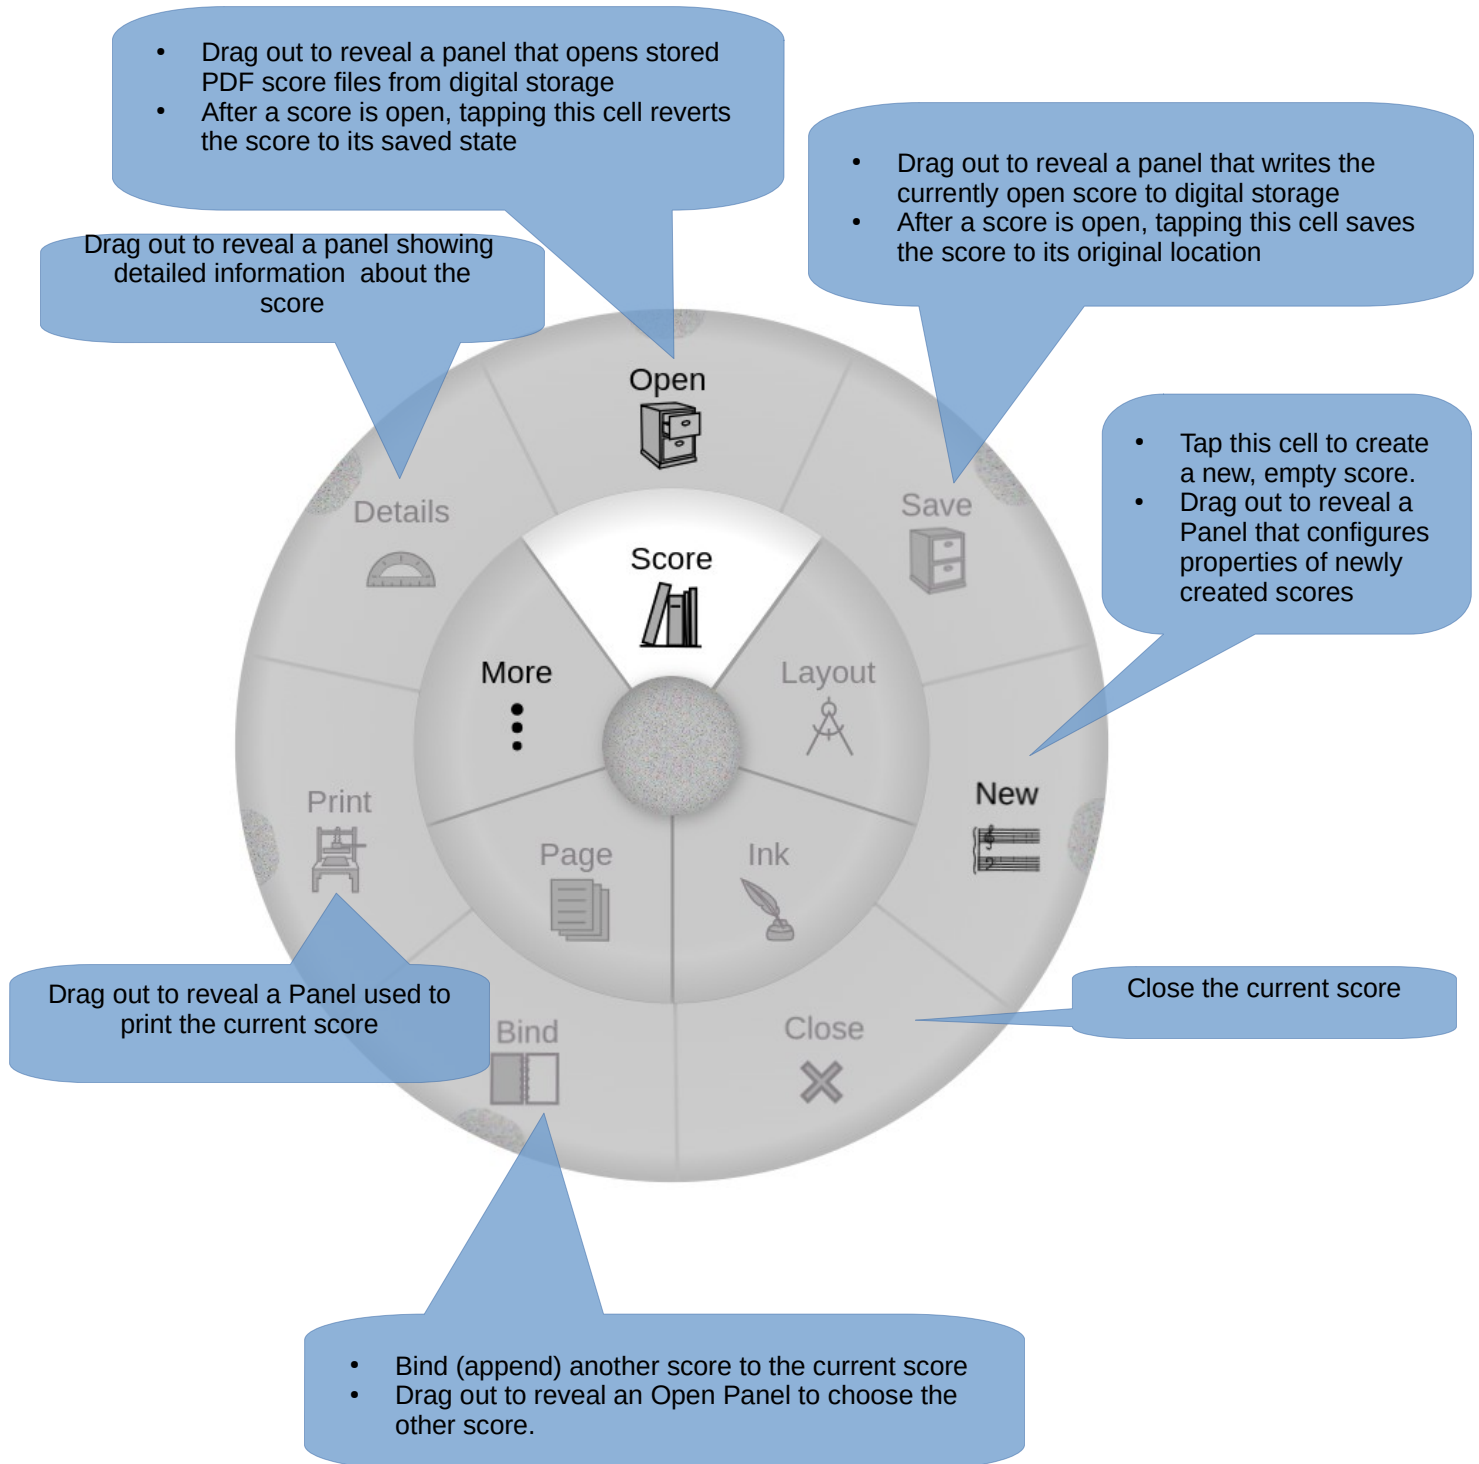 • Drag out to reveal a panel that opens stored
PDF score files from digital storage
• After a score is open, tapping this cell reverts
the score to its saved state
• Drag out to reveal a panel that writes the
currently open score to digital storage
• After a score is open, tapping this cell saves
the score to its original location
Drag out to reveal a panel showing
detailed information  about the
score
• Tap this cell to create
a new, empty score.
• Drag out to reveal a
Panel that configures
properties of newly
created scores
Open
Details
Save
Score
More
Layout
Print
New
Page
Ink
Drag out to reveal a Panel used to
print the current score
Bind
Close
Close the current score
• Bind (append) another score to the current score
• Drag out to reveal an Open Panel to choose the
other score.